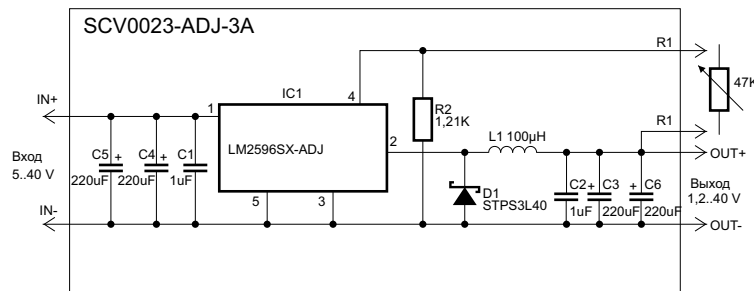 SCV0023-ADJ-3A
R1
IC1
4
47K
IN+
1
R2
1,21K
2
L1 100µH
R1
LM2596SX-ADJ
OUT+
Вход
5..40 V
C5 +
220uF
C4 +
220uF
C1
1uF
5
3
D1
STPS3L40
C2
1uF
+ C3
220uF
+ C6
220uF
Выход
1,2..40 V
IN-
OUT-